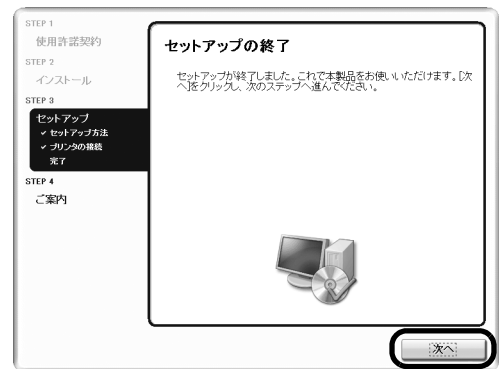 STEP 1
使用許諾契約
STEP 2
インストール
STEP 3
セットアップ
✓ セットアップ方法
✓ プリンタの接続
完了
STEP 4
ご案内
セットアップの終了
セットアップが終了しました。これで本製品をお使いいただけます。[次
へ]をクリックし、次のステップへ進んでください。
次へ